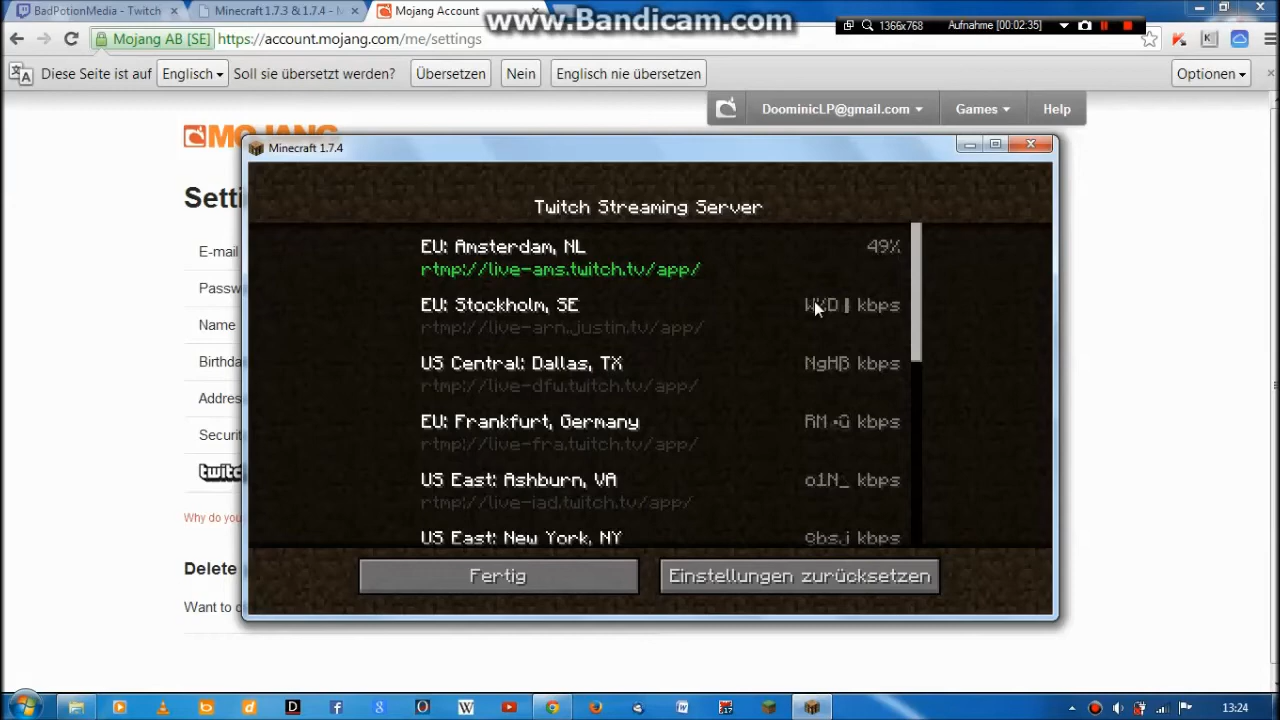 BadPotionMedia - Twitch
Minecraft 1.7.3 & 1.7.4 -
Mojang Account
www.Bandicam.com
1366x768
Aufnahme [00:02:35]
Mojang AB [SE]
https://account.mojang.com/me/settings
Diese Seite ist auf
Englisch
Soll sie übersetzt werden?
Übersetzen
Nein
Englisch nie übersetzen
Optionen
DoominicLP@gmail.com
Games
Help
MOJANG
Setti
E-mail
Passw
Name
Birthda
Addres
Securit
twitc
Why do you
Delete
Want to c
Minecraft 1.7.4
Twitch Streaming Server
EU: Amsterdam, NL
49%
rtmp://live-ams.twitch.tv/app/
EU: Stockholm, SE
kbps
rtmp://live-arn.justin.tv/app/
US Central: Dallas, TX
kbps
rtmp://live-dfw.twitch.tv/app/
EU: Frankfurt, Germany
kbps
rtmp://live-fra.twitch.tv/app/
US East: Ashburn, VA
o1N_ kbps
rtmp://live-iad.twitch.tv/app/
US East: New York, NY
kbps
Fertig
Einstellungen zurücksetzen
13:24